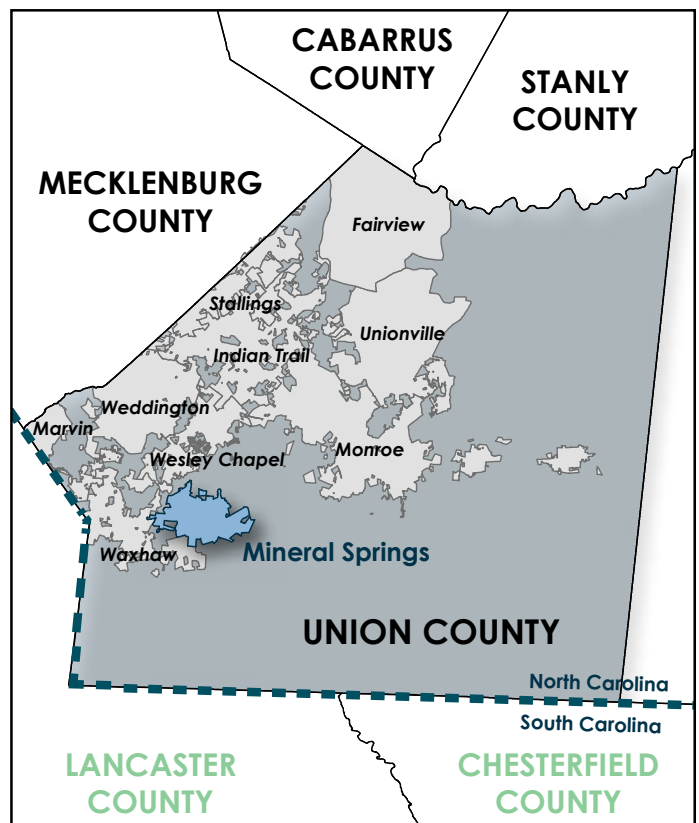 CABARRUS
COUNTY
STANLY
COUNTY
MECKLENBURG
COUNTY
Fairview
Stallings
Unionville
Indian Trail
Weddington
Marvin
Monroe
Wesley Chapel
Mineral Springs
Waxhaw
UNION COUNTY
North Carolina
South Carolina
LANCASTER
COUNTY
CHESTERFIELD
COUNTY